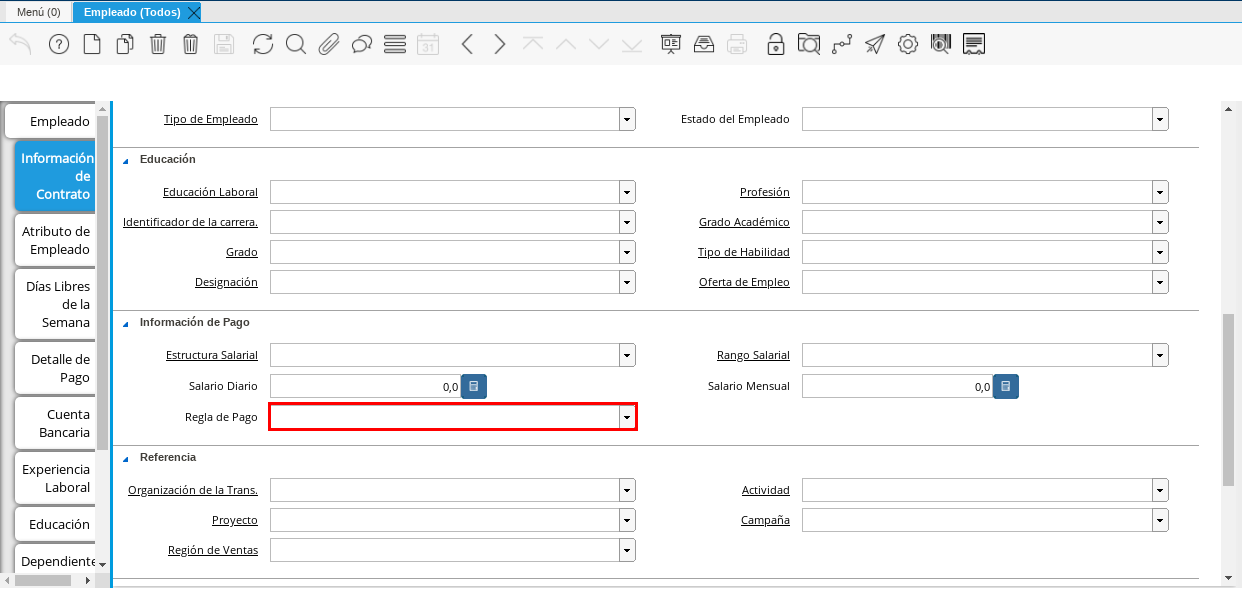 Menú (0)
Empleado (Todos)
31
Empleado
Información
de
Contrato
Atributo de
Empleado
Días Libres
de la
Semana
Detalle de
Pago
Cuenta
Bancaria
Experiencia
Laboral
Educación
Dependiente
Tipo de Empleado
Estado del Empleado
Educación
Educación Laboral
Profesión
Identificador de la carrera.
Grado Académico
Grado
Tipo de Habilidad
Designación
Oferta de Empleo
Información de Pago
Estructura Salarial
Rango Salarial
Salario Diario 0,0
Salario Mensual 0,0
Regla de Pago
Referencia
Organización de la Trans.
Actividad
Proyecto
Campaña
Región de Ventas